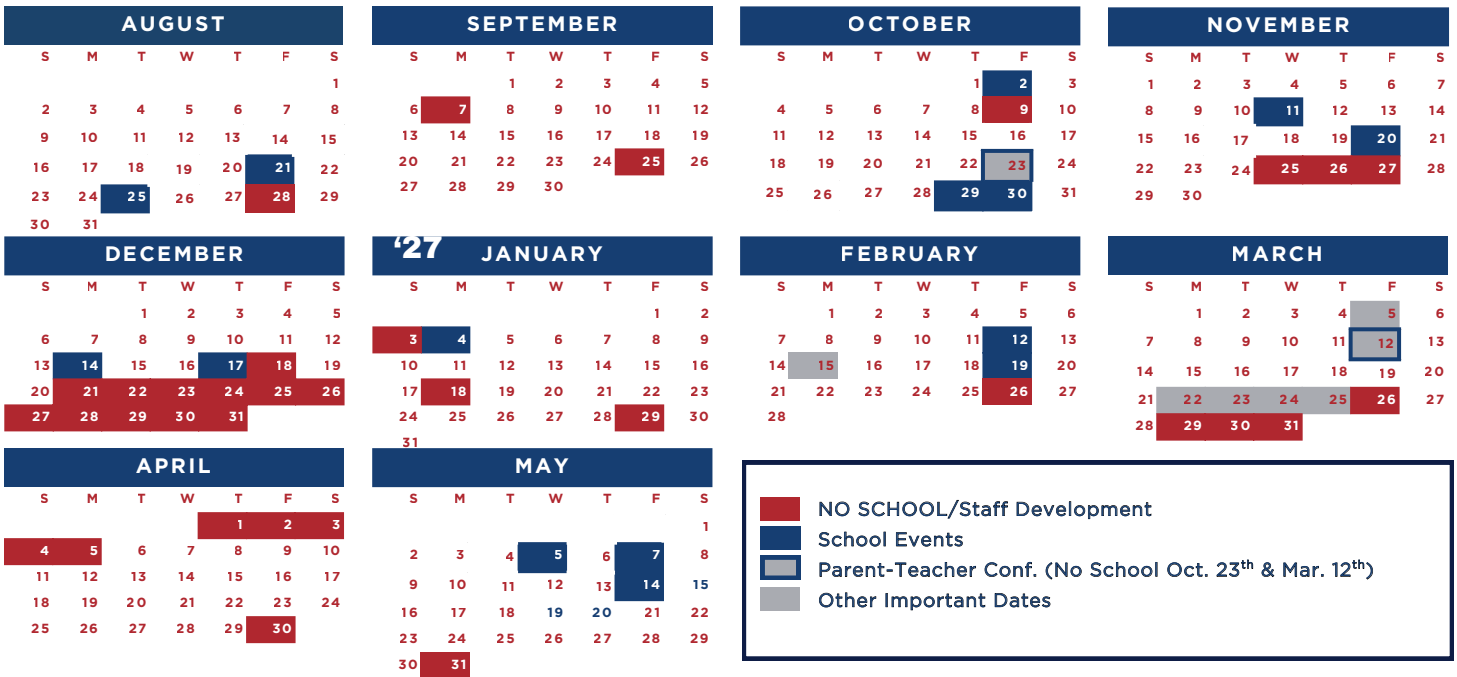 AUGUST
S M T W T F S
1
2 3 4 5 6 7 8
9 10 11 12 13 14 15
16 17 18 19 20 21 22
23 24 25 26 27 28 29
30 31
SEPTEMBER
S M T W T F S
1 2 3 4 5
6 7 8 9 10 11 12
13 14 15 16 17 18 19
20 21 22 23 24 25 26
27 28 29 30
OCTOBER
S M T W T F S
1 2 3
4 5 6 7 8 9 10
11 12 13 14 15 16 17
18 19 20 21 22 23 24
25 26 27 28 29 30 31
NOVEMBER
S M T W T F S
1 2 3 4 5 6 7
8 9 10 11 12 13 14
15 16 17 18 19 20 21
22 23 24 25 26 27 28
29 30
DECEMBER
S M T W T F S
1 2 3 4 5
6 7 8 9 10 11 12
13 14 15 16 17 18 19
20 21 22 23 24 25 26
27 28 29 30 31
‘27 JANUARY
S M T W T F S
1 2
3 4 5 6 7 8 9
10 11 12 13 14 15 16
17 18 19 20 21 22 23
24 25 26 27 28 29 30
31
FEBRUARY
S M T W T F S
1 2 3 4 5 6
7 8 9 10 11 12 13
14 15 16 17 18 19 20
21 22 23 24 25 26 27
28
MARCH
S M T W T F S
1 2 3 4 5 6
7 8 9 10 11 12 13
14 15 16 17 18 19 20
21 22 23 24 25 26 27
28 29 30 31
APRIL
S M T W T F S
1 2 3
4 5 6 7 8 9 10
11 12 13 14 15 16 17
18 19 20 21 22 23 24
25 26 27 28 29 30
MAY
S M T W T F S
1
2 3 4 5 6 7 8
9 10 11 12 13 14 15
16 17 18 19 20 21 22
23 24 25 26 27 28 29
30 31
NO SCHOOL/Staff Development
School Events
Parent-Teacher Conf. (No School Oct. 23th & Mar. 12th)
Other Important Dates